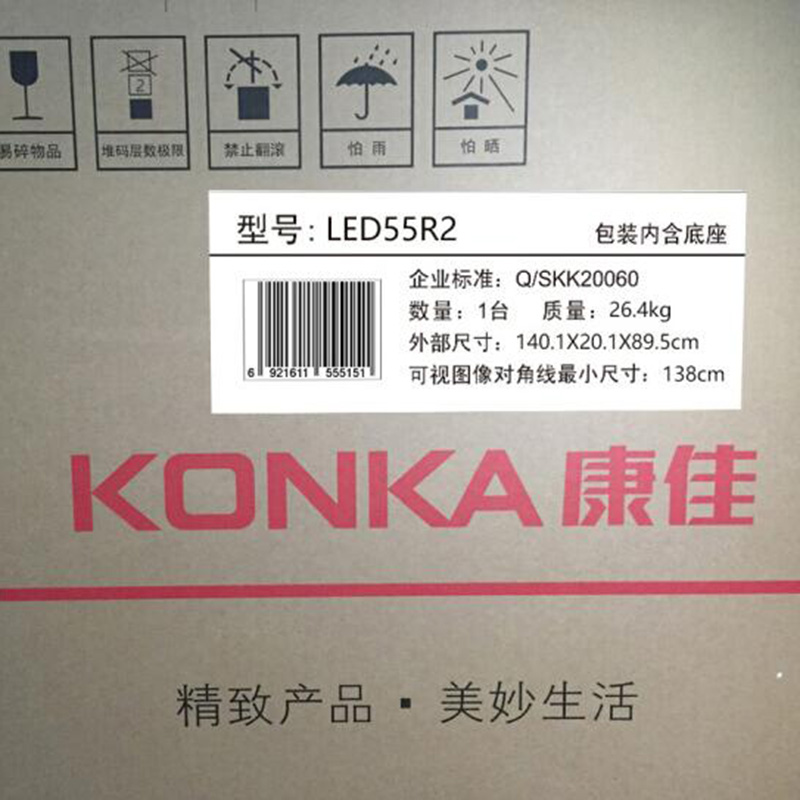 2
易碎物品 堆码层数极限 禁止翻滚 怕雨 怕晒
型号: LED55R2 包装内含底座
企业标准: Q/SKK20060
数量: 1台 质量: 26.4kg
外部尺寸: 140.1X20.1X89.5cm
可视图像对角线最小尺寸: 138cm
6 921611 555151
KONKA 康佳
精致产品 · 美妙生活